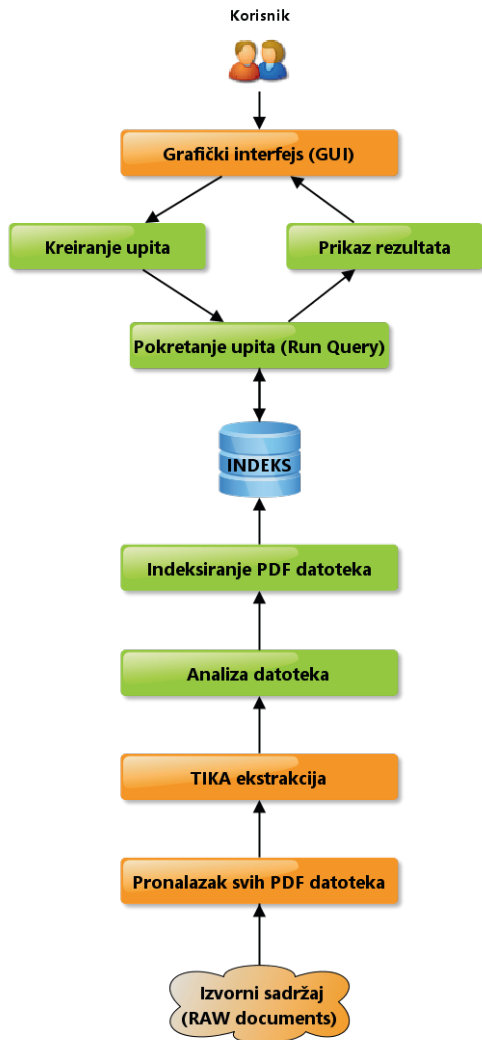 Korisnik
Grafički interfejs (GUI)
Kreiranje upita
Prikaz rezultata
Pokretanje upita (Run Query)
INDEKS
Indeksiranje PDF datoteka
Analiza datoteka
TIKA ekstrakcija
Pronalazak svih PDF datoteka
Izvorni sadržaj
(RAW documents)